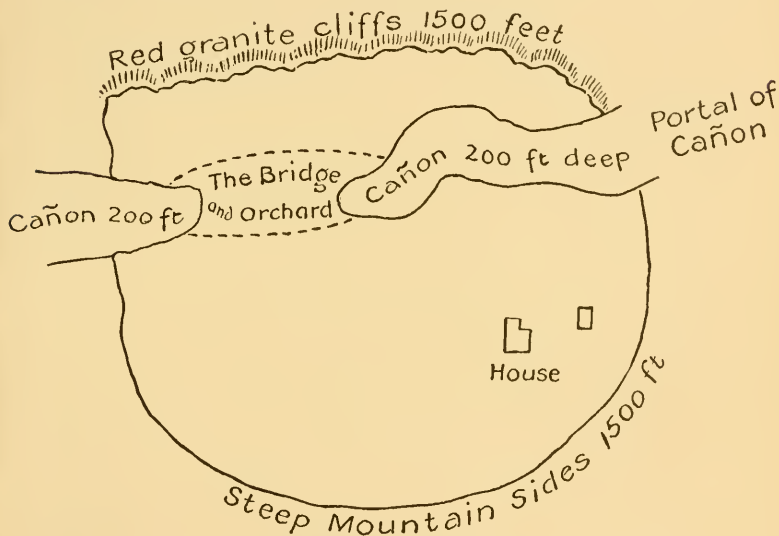 Red granite cliffs 1500 feet
Portal of
Cañon
Cañon 200 ft deep
The Bridge
and Orchard
Cañon 200 ft
House
Steep Mountain Sides 1500 ft